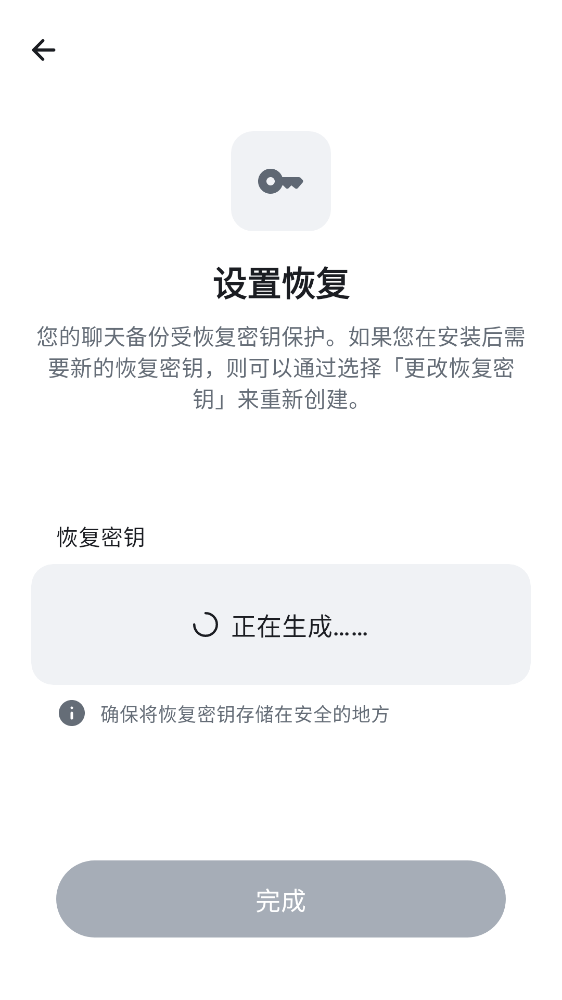 设置恢复
您的聊天备份受恢复密钥保护。如果您在安装后需
要新的恢复密钥，则可以通过选择「更改恢复密
钥」来重新创建。
恢复密钥
正在生成……
确保将恢复密钥存储在安全的地方
完成